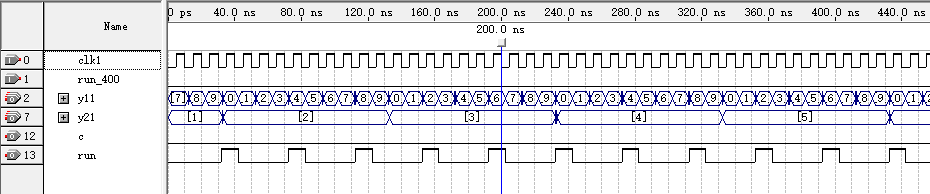 0 ps 40.0 ns 80.0 ns 120.0 ns 160.0 ns 200.0 ns 240.0 ns 280.0 ns 320.0 ns 360.0 ns 400.0 ns 440.0 ns
Name
200.0 ns
0 clk1
1 run_400
2 y11 [7] 8 9 0 1 2 3 4 5 6 7 8 9 0 1 2 3 4 5 6 7 8 9 0 1 2 3 4 5 6 7 8 9 0 1 2 3 4 5 6 7 8 9 0 1 2
7 y21 [1] [2] [3] [4] [5]
12 c
13 run